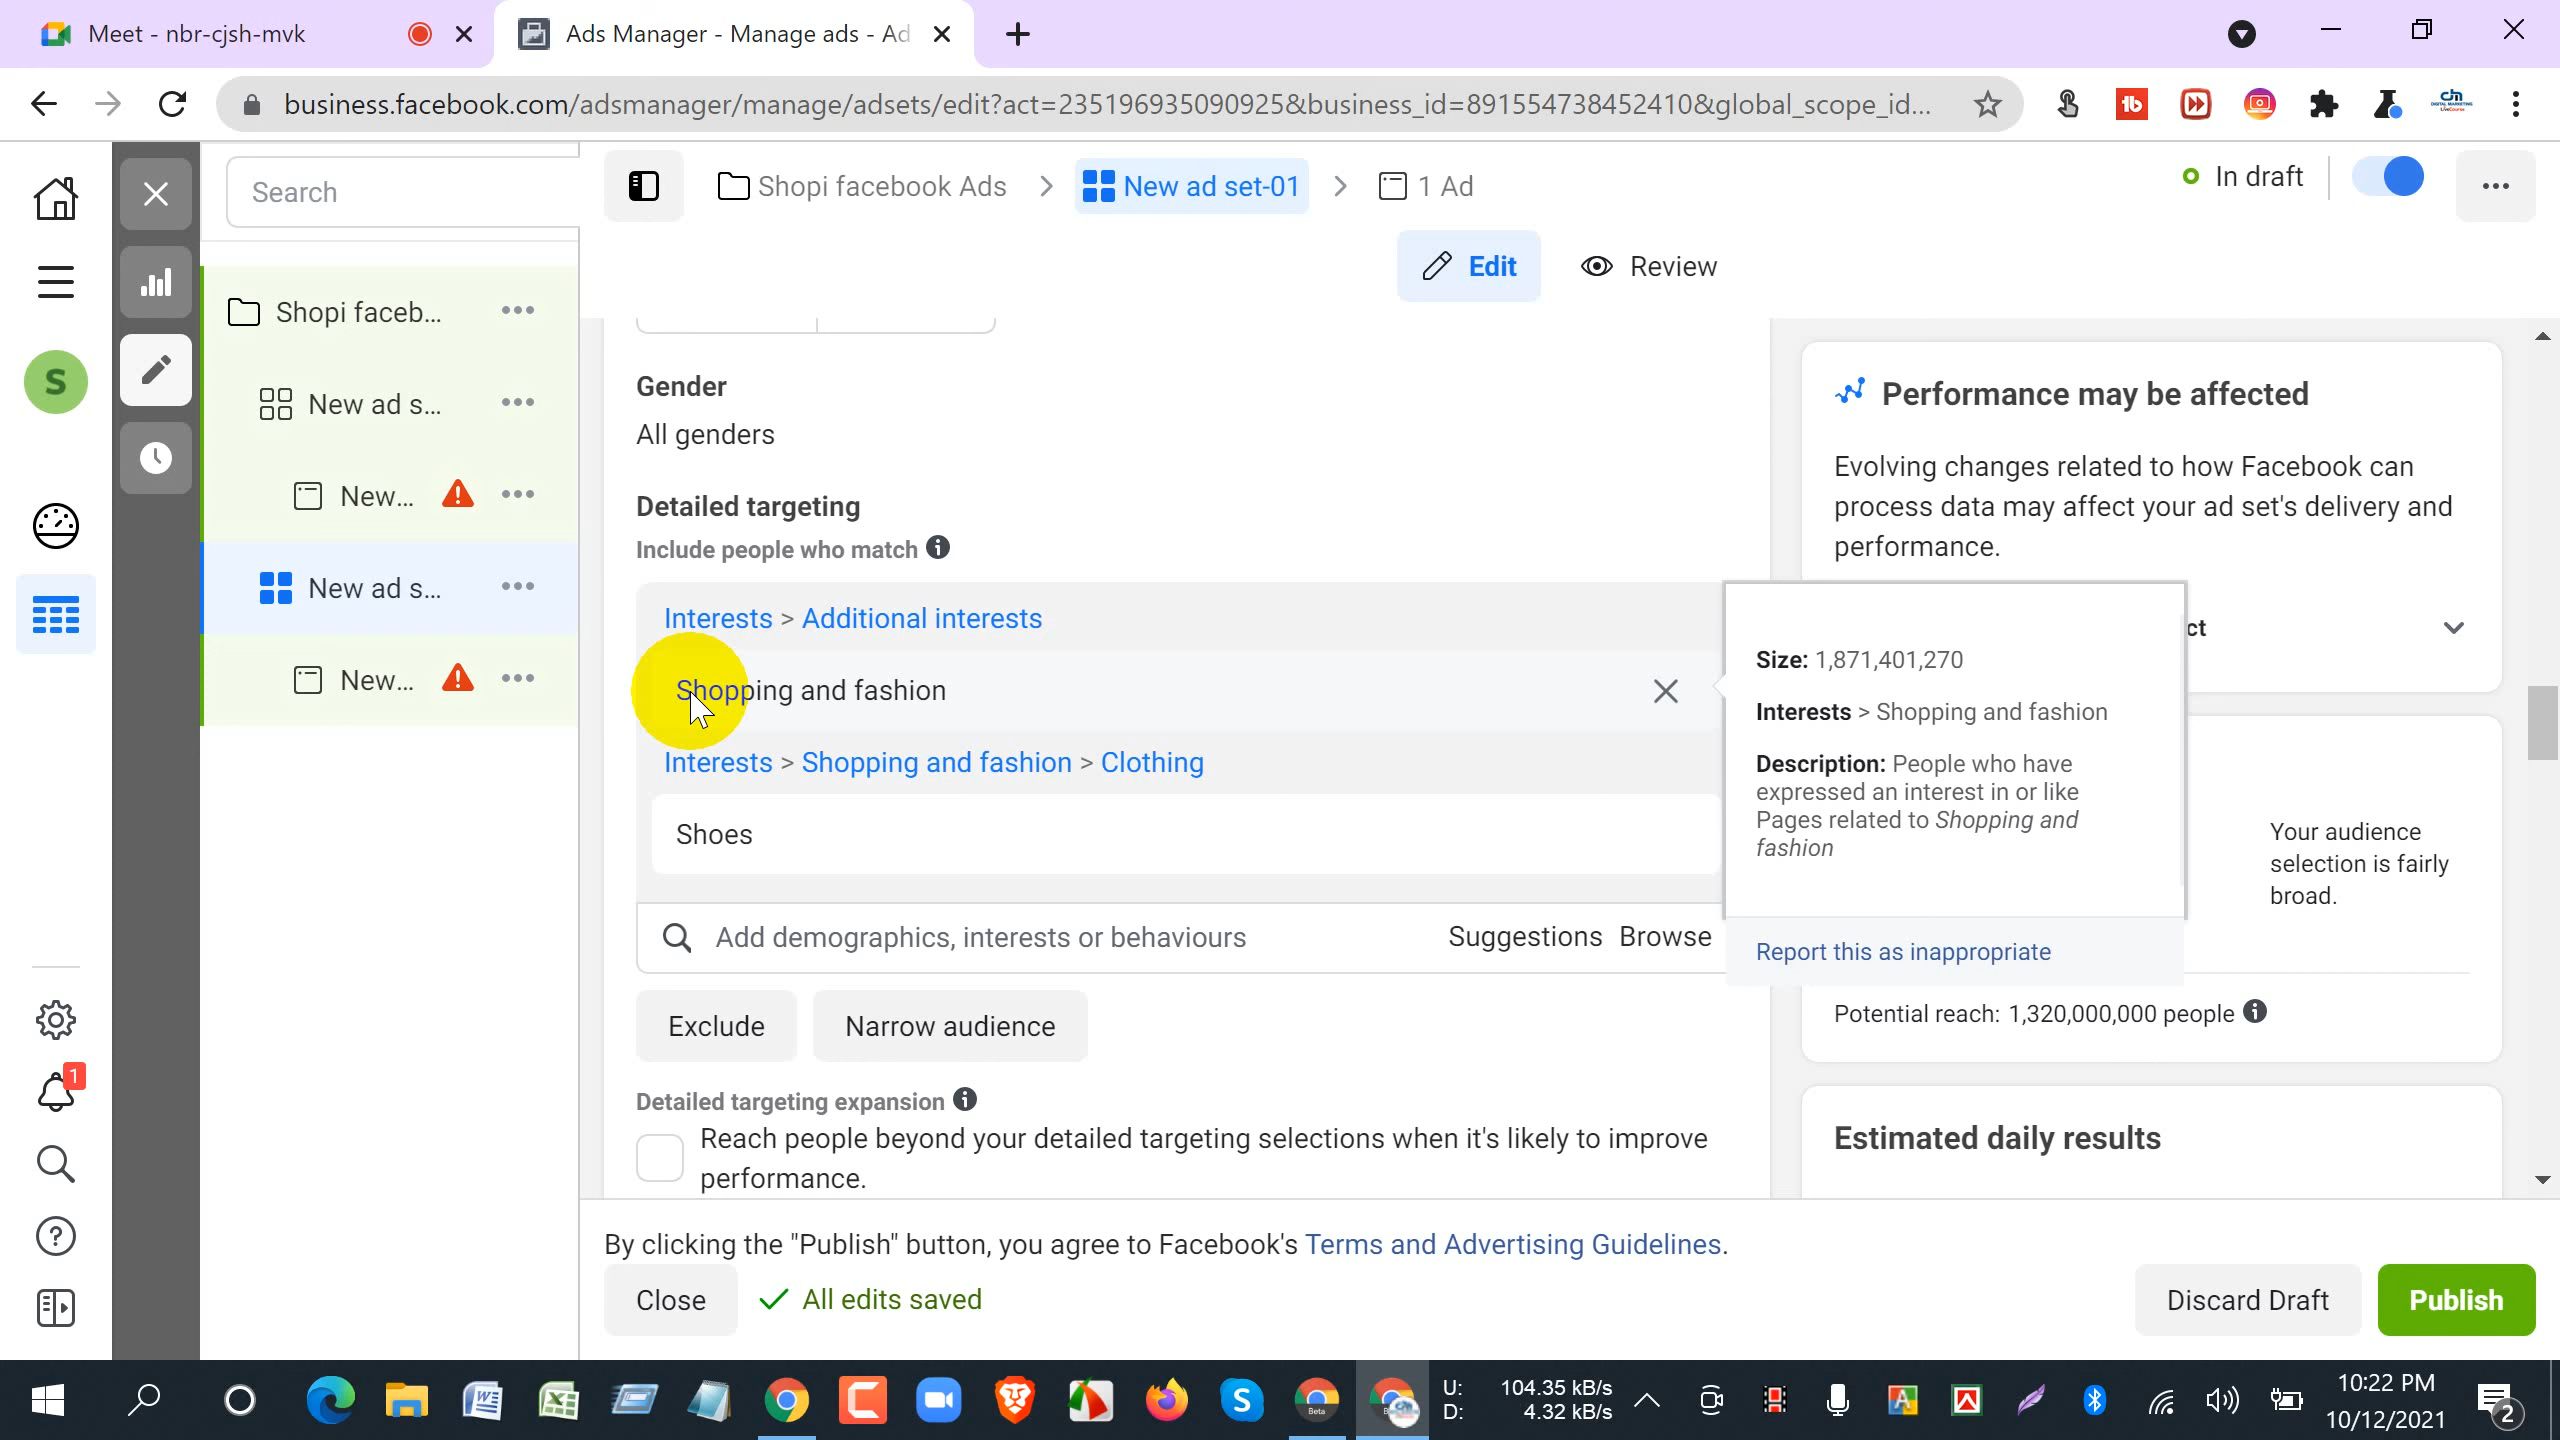 Meet - nbr-cjsh-mvk
Ads Manager - Manage ads - Ad
business.facebook.com/adsmanager/manage/adsets/edit?act=235196935090925&business_id=891554738452410&global_scope_id...
Search
Shopi facebook Ads > New ad set-01 > 1 Ad
In draft
Edit
Review
S
Shopi faceb...
New ad s...
New...
New ad s...
New...
1
Gender
All genders
Detailed targeting
Include people who match
Interests > Additional interests
Shopping and fashion
Interests > Shopping and fashion > Clothing
Shoes
Add demographics, interests or behaviours
Suggestions
Browse
Exclude
Narrow audience
Detailed targeting expansion
Reach people beyond your detailed targeting selections when it's likely to improve
performance.
Performance may be affected
Evolving changes related to how Facebook can
process data may affect your ad set's delivery and
performance.
ct
Size: 1,871,401,270
Interests > Shopping and fashion
Description: People who have
expressed an interest in or like
Pages related to Shopping and
fashion
Report this as inappropriate
Your audience
selection is fairly
broad.
Potential reach: 1,320,000,000 people
Estimated daily results
By clicking the "Publish" button, you agree to Facebook's Terms and Advertising Guidelines.
Close
All edits saved
Discard Draft
Publish
U: 104.35 kB/s
D: 4.32 kB/s
10:22 PM
10/12/2021
2